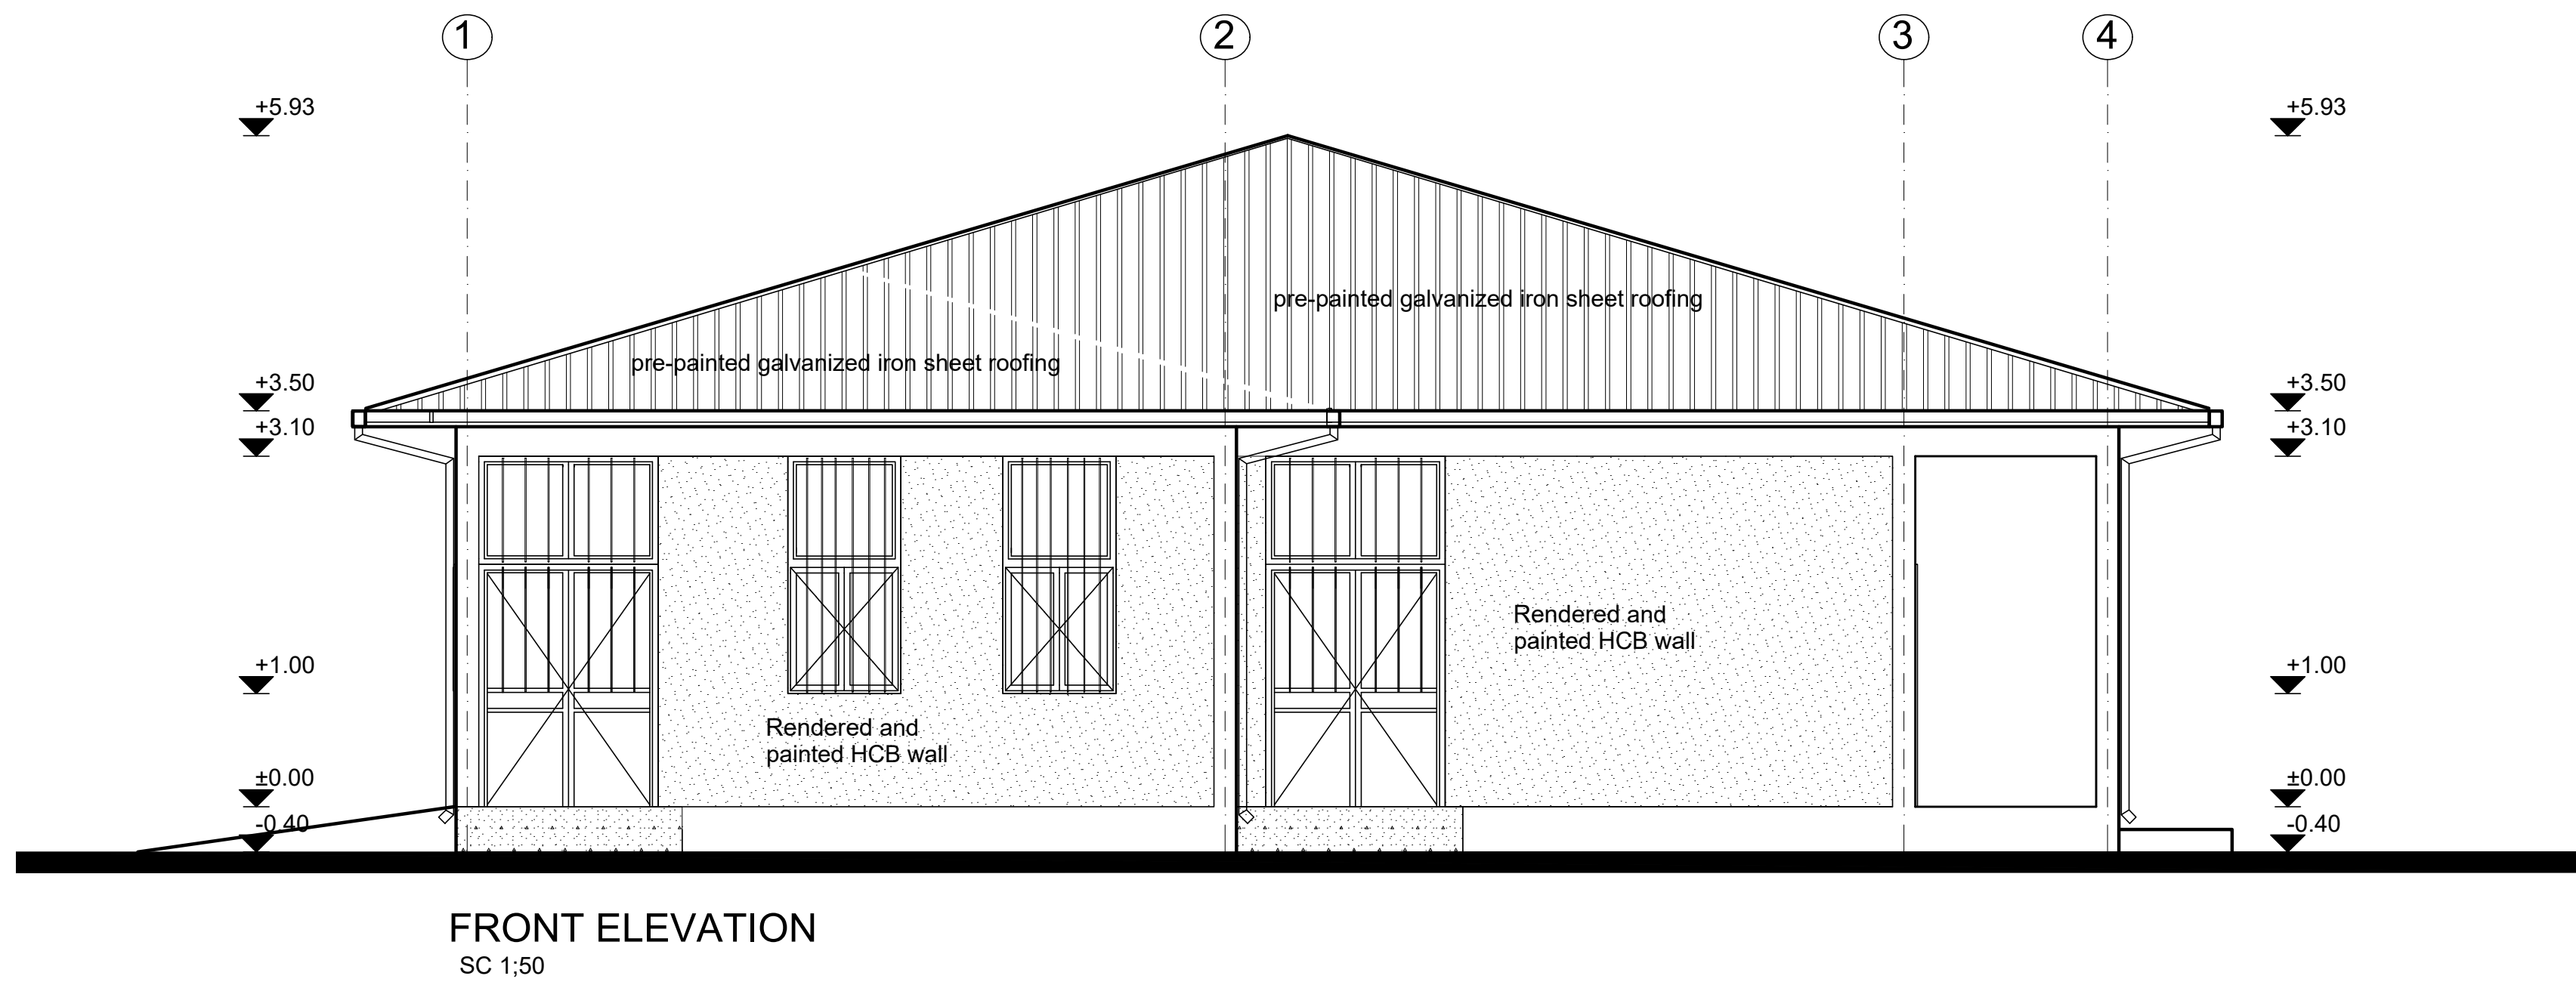 1 2 3 4
+5.93 +5.93
pre-painted galvanized iron sheet roofing
pre-painted galvanized iron sheet roofing
+3.50 +3.50
+3.10 +3.10
Rendered and
painted HCB wall
+1.00 +1.00
Rendered and
painted HCB wall
±0.00 ±0.00
-0.40 -0.40
FRONT ELEVATION
SC 1;50